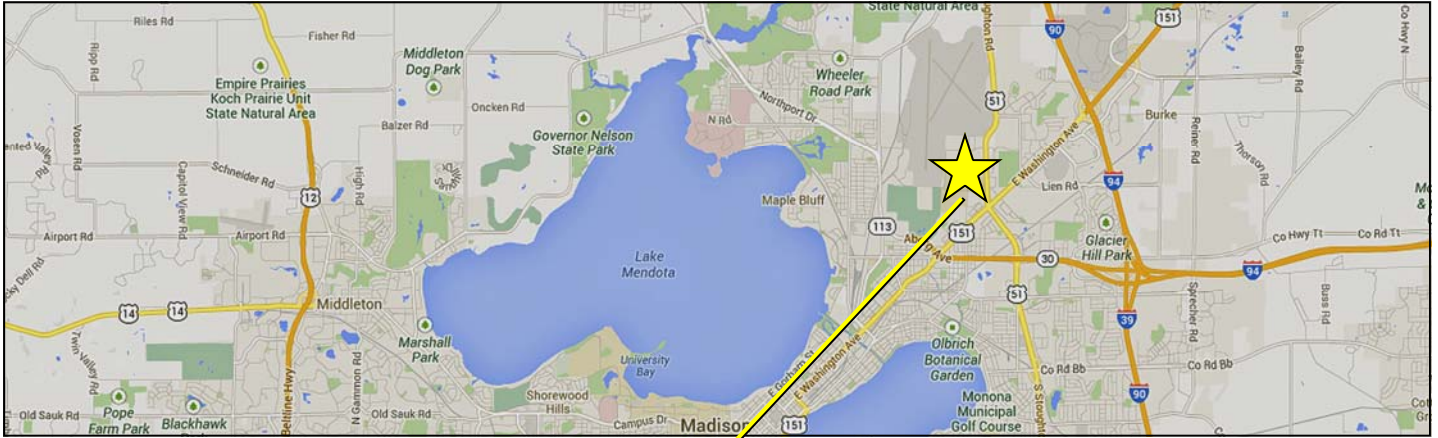 State Natural Area
Riles Rd
Fisher Rd
Ripp Rd
Middleton
Dog Park
Empire Prairies
Koch Prairie Unit
State Natural Area
Oncken Rd
Balzer Rd
Vosen Rd
Governor Nelson
State Park
N Rd
Northport Dr
Wheeler
Road Park
51
90
151
Co Hwy N
Bailey Rd
Burke
Reiner Rd
Thorson Rd
E Washington Ave
Lien Rd
94
Schneider Rd
Capitol View Rd
High Rd
12
Airport Rd
Airport Rd
Maple Bluff
113
151
Aberg Ave
Glacier
Hill Park
Co Hwy Tt
Co Rd Tt
Lake
Mendota
30
94
51
14
14
Middleton
Marshall
Park
Twin Valley Rd
39
Sprecher Rd
Buss Rd
University
Bay
Olbrich
Botanical
Garden
Co Rd Bb
Co Rd Bb
E Gorham St
E Washington Ave
Beltline Hwy
N Gammon Rd
Shorewood
Hills
90
Monona
Municipal
Golf Course
Old Sauk Rd
Pope
Farm Park
Blackhawk
Old Sauk Rd
Campus Dr
Madison
151